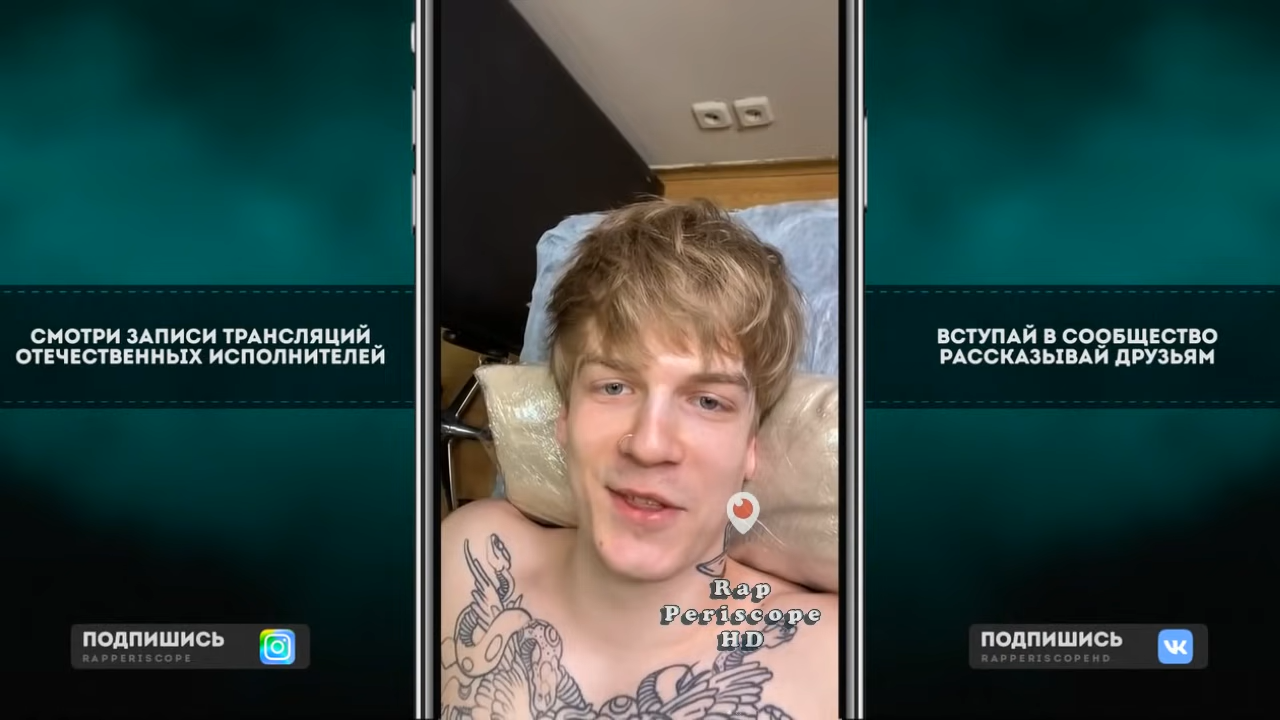 СМОТРИ ЗАПИСИ ТРАНСЛЯЦИЙ
ОТЕЧЕСТВЕННЫХ ИСПОЛНИТЕЛЕЙ
ВСТУПАЙ В СООБЩЕСТВО
РАССКАЗЫВАЙ ДРУЗЬЯМ
Rap
Periscope
HD
ПОДПИШИСЬ
RAPPERISCOPE
ПОДПИШИСЬ
RAPPERISCOPEHD